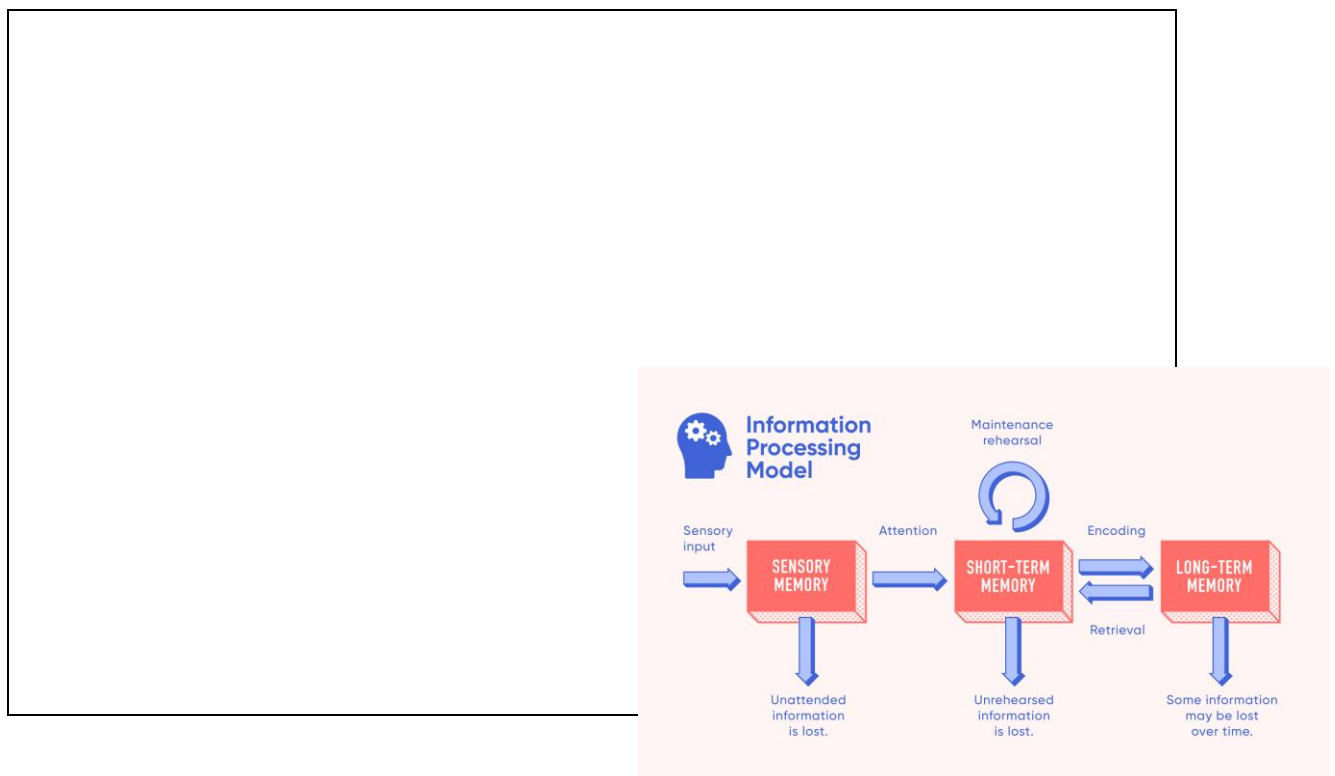 Information
Processing
Model
Maintenance
rehearsal
Sensory
input
Attention
Encoding
SENSORY
MEMORY
SHORT-TERM
MEMORY
LONG-TERM
MEMORY
Retrieval
Unattended
information
is lost.
Unrehearsed
information
is lost.
Some information
may be lost
over time.